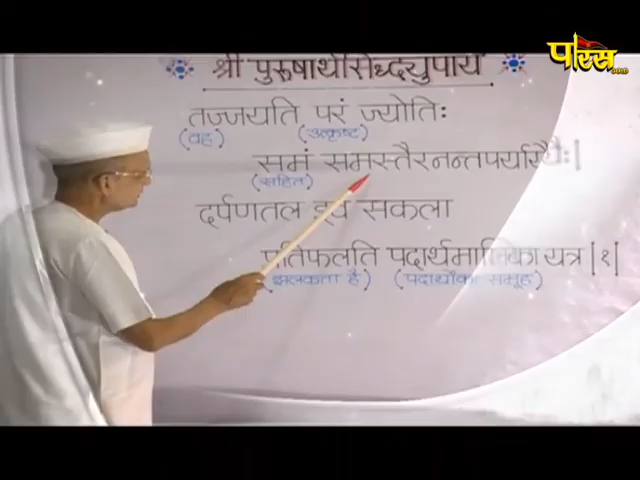 पारस
श्री पुरुषार्थसिद्ध्युपाय
तज्जयति परं ज्योतिः
(वह) (उत्कृष्ट)
समं समस्तैरनन्तपर्यायैः|
(सहित)
दर्पणतल इव सकला
प्रतिफलति पदार्थमालिका यत्र |१|
(झलकता है) (पदार्थोंका समूह)